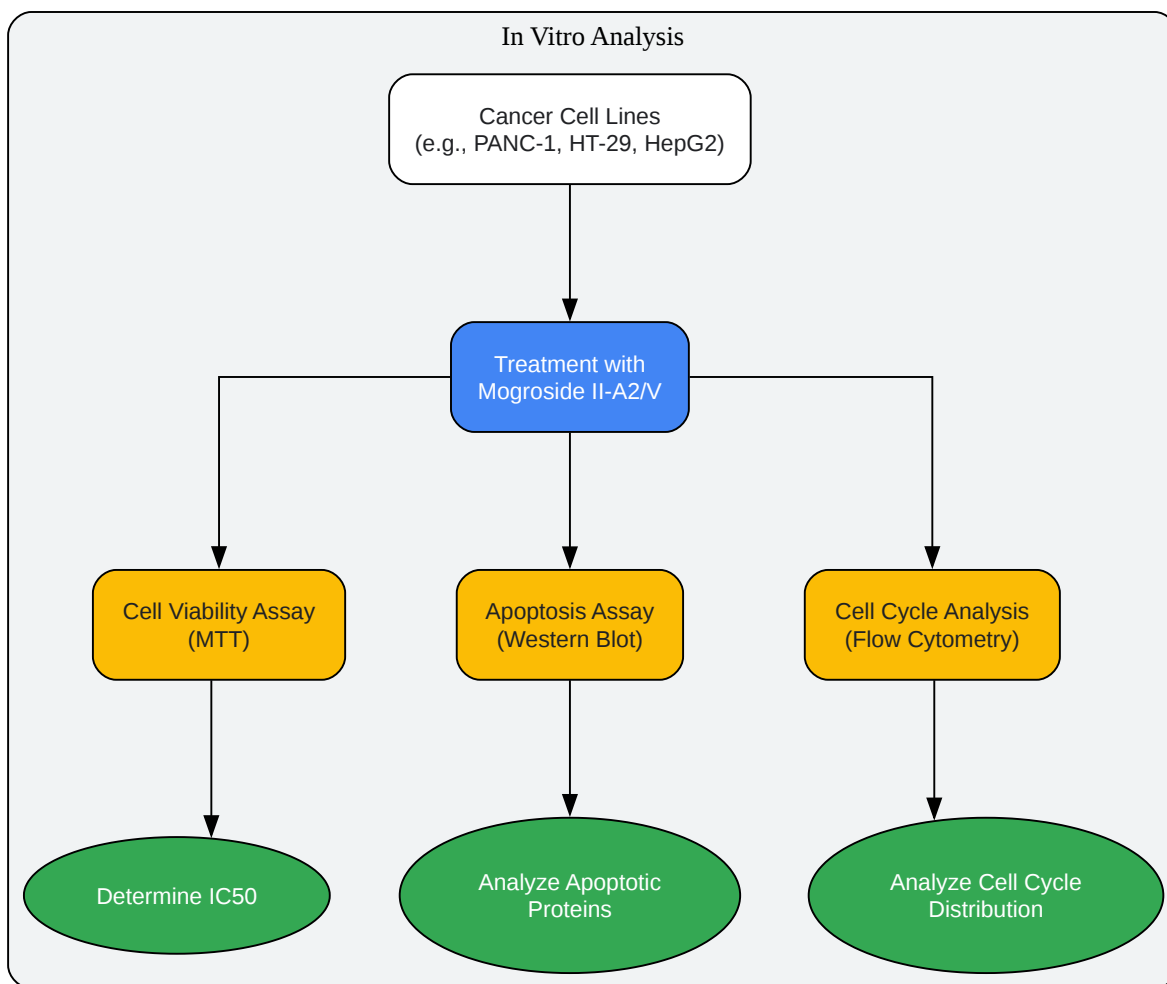 In Vitro Analysis
Cancer Cell Lines
(e.g., PANC-1, HT-29, HepG2)
Treatment with
Mogroside II-A2/V
Cell Viability Assay
(MTT)
Apoptosis Assay
(Western Blot)
Cell Cycle Analysis
(Flow Cytometry)
Determine IC50
Analyze Apoptotic
Proteins
Analyze Cell Cycle
Distribution